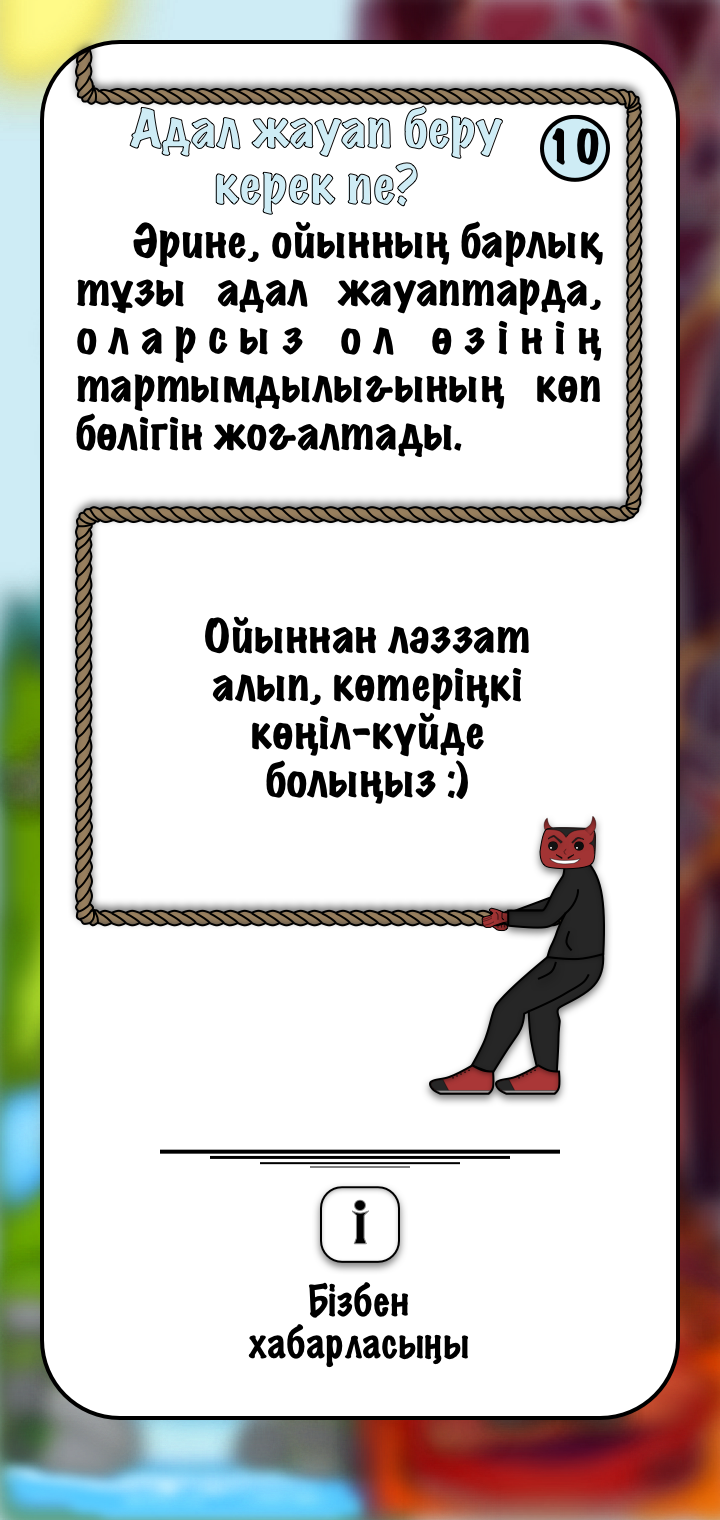 Адал жауап беру
керек пе?
10
Әрине, ойынның барлық
тұзы адал жауаптарда,
оларсыз ол өзінің
тартымдылығының көп
бөлігін жоғалтады.
Ойыннан ләззат
алып, көтеріңкі
көңіл-күйде
болыңыз :)
i
Бізбен
хабарласыңы